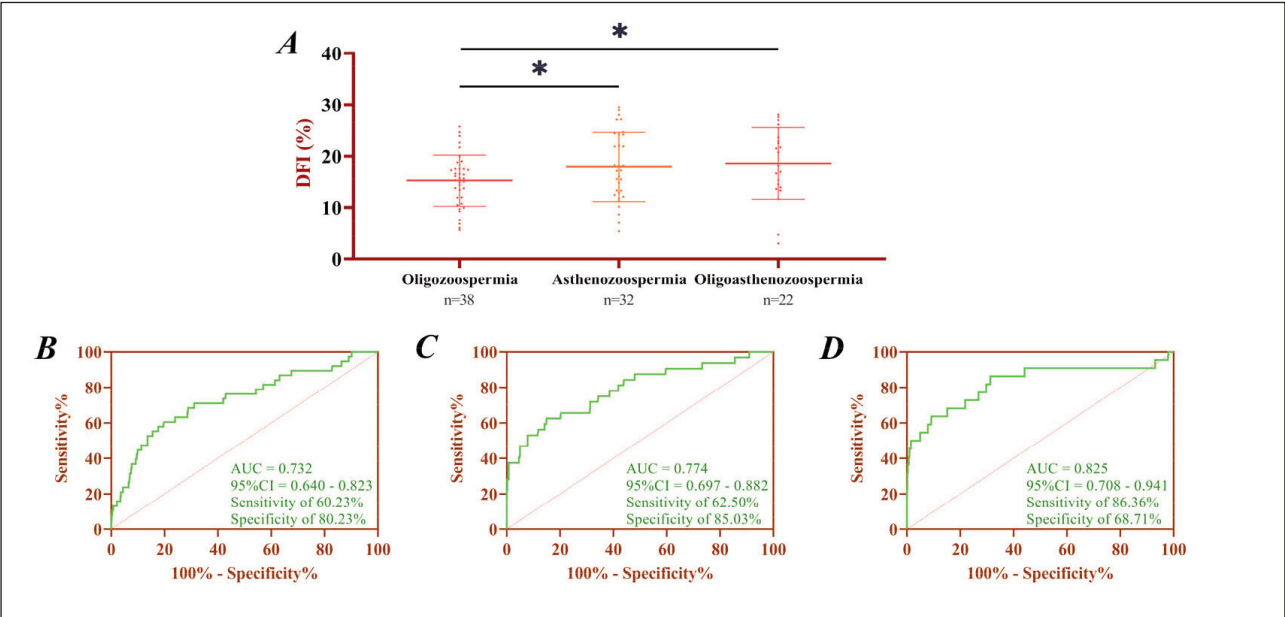 A
*
*
40
30
20
10
0
DFI (%)
Oligozoospermia
Asthenozoospermia
Oligoasthenozoospermia
n=38
n=32
n=22
B
100
80
60
40
20
0
Sensitivity%
AUC = 0.732
95%CI = 0.640 - 0.823
Sensitivity of 60.23%
Specificity of 80.23%
0 20 40 60 80 100
100% - Specificity%
C
100
80
60
40
20
0
Sensitivity%
AUC = 0.774
95%CI = 0.697 - 0.882
Sensitivity of 62.50%
Specificity of 85.03%
0 20 40 60 80 100
100% - Specificity%
D
100
80
60
40
20
0
Sensitivity%
AUC = 0.825
95%CI = 0.708 - 0.941
Sensitivity of 86.36%
Specificity of 68.71%
0 20 40 60 80 100
100% - Specificity%